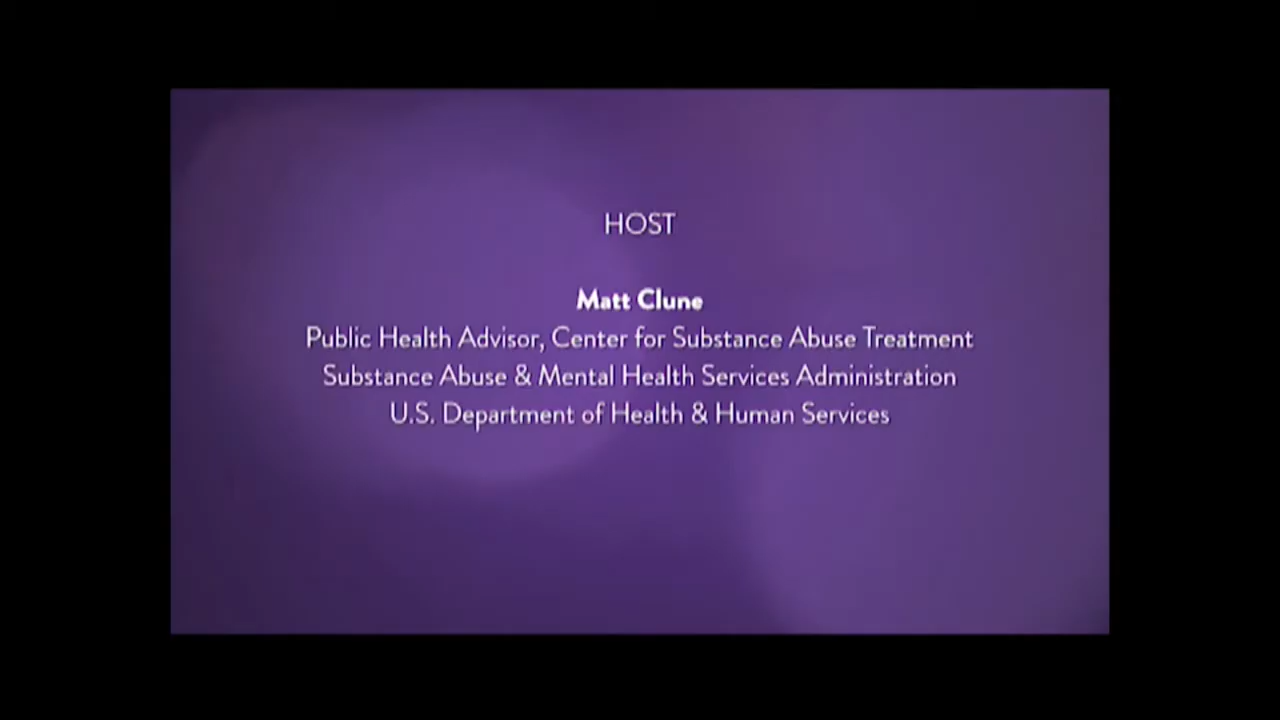 HOST
Matt Clune
Public Health Advisor, Center for Substance Abuse Treatment
Substance Abuse & Mental Health Services Administration
U.S. Department of Health & Human Services